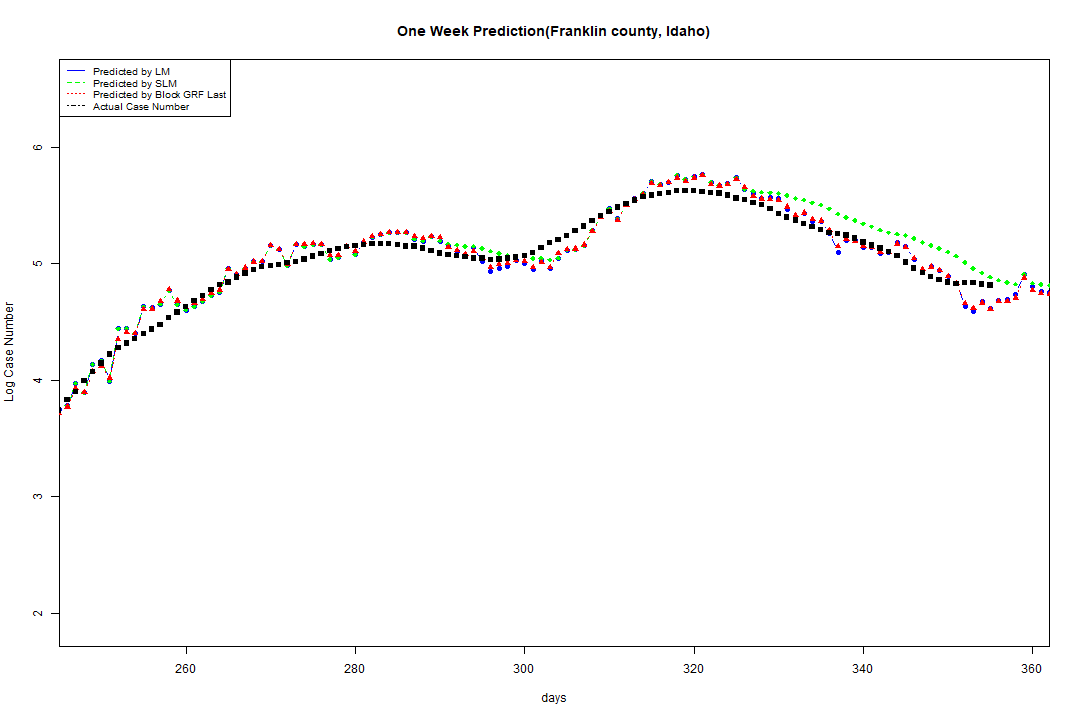 One Week Prediction(Franklin county, Idaho)
Predicted by LM
Predicted by SLM
Predicted by Block GRF Last
Actual Case Number
6
5
4
3
2
Log Case Number
260 280 300 320 340 360
days